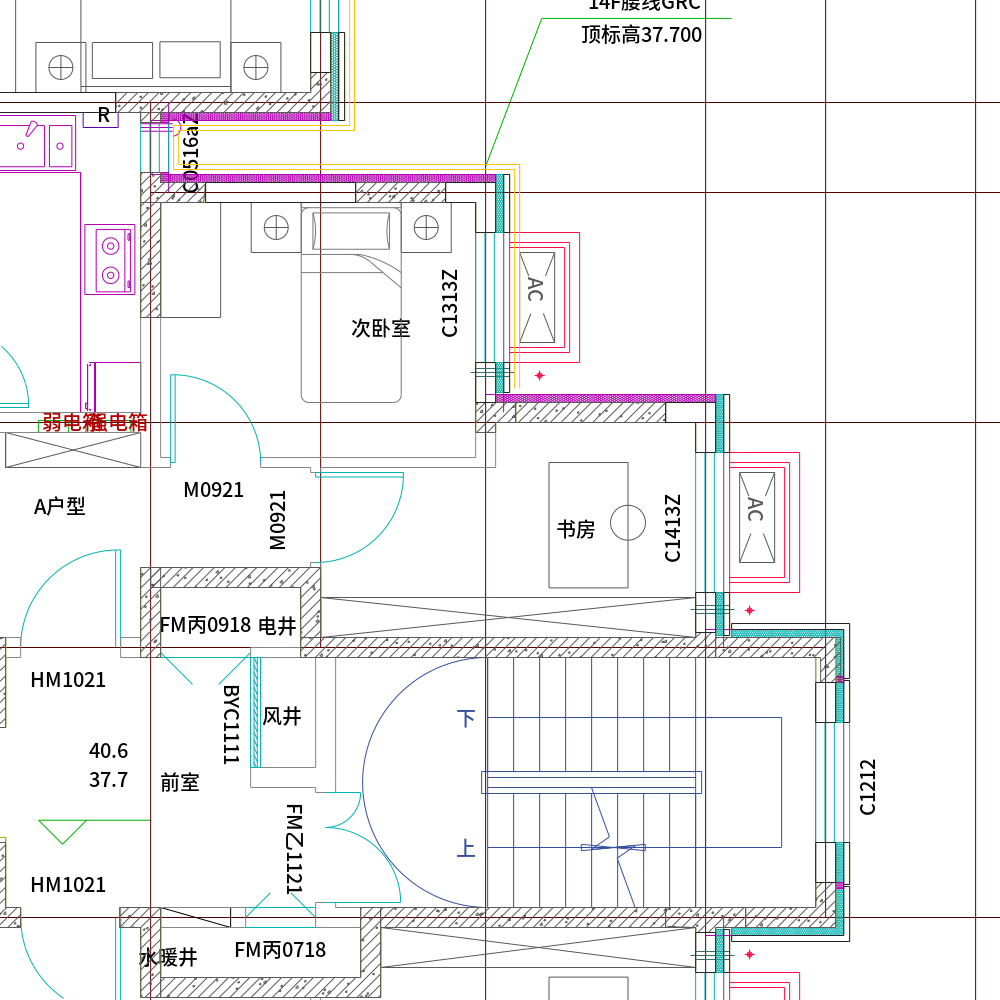 14F腰线GRC
顶标高37.700
R
C0516aZ
次卧室
C1313Z
AC
弱电箱
强电箱
A户型
M0921
M0921
书房
C1413Z
AC
FM丙0918
电井
HM1021
BYC1111
风井
下
40.6
37.7
前室
C1212
FM乙1121
上
HM1021
水暖井
FM丙0718